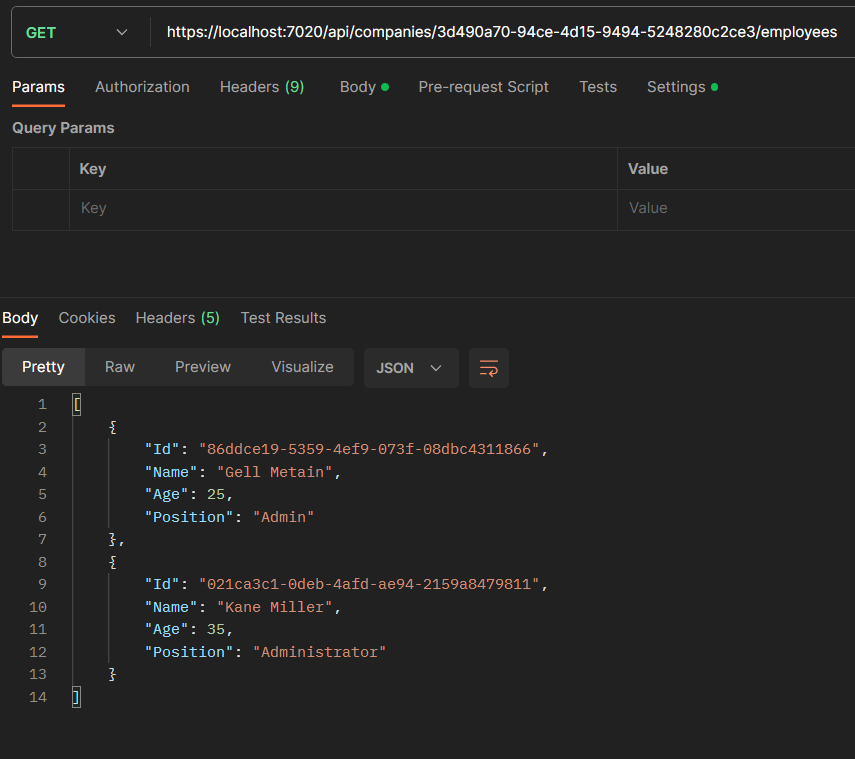 GET https://localhost:7020/api/companies/3d490a70-94ce-4d15-9494-5248280c2ce3/employees
Params Authorization Headers (9) Body Pre-request Script Tests Settings
Query Params
Key Value
Key Value
Body Cookies Headers (5) Test Results
Pretty Raw Preview Visualize JSON
1 [
2 {
3 "Id": "86ddce19-5359-4ef9-073f-08dbc4311866",
4 "Name": "Gell Metain",
5 "Age": 25,
6 "Position": "Admin"
7 },
8 {
9 "Id": "021ca3c1-0deb-4afd-ae94-2159a8479811",
10 "Name": "Kane Miller",
11 "Age": 35,
12 "Position": "Administrator"
13 }
14 ]